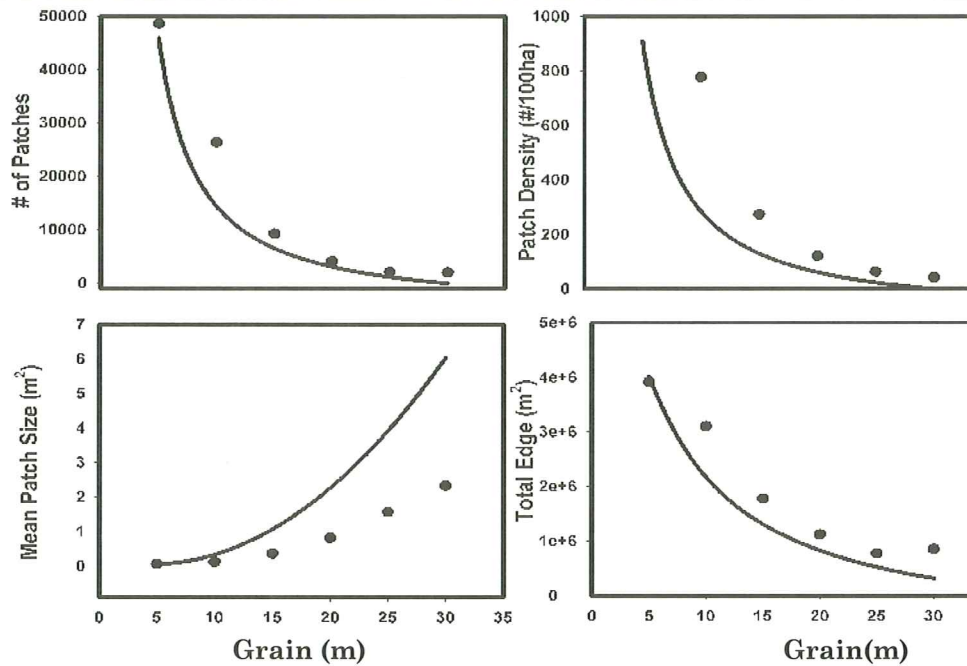 # of Patches
50000
40000
30000
20000
10000
0
Patch Density (#/100ha)
1000
800
600
400
200
0
Mean Patch Size (m²)
7
6
5
4
3
2
1
0
0 5 10 15 20 25 30 35
Grain (m)
Total Edge (m²)
5e+6
4e+6
3e+6
2e+6
1e+6
0
0 5 10 15 20 25 30
Grain(m)